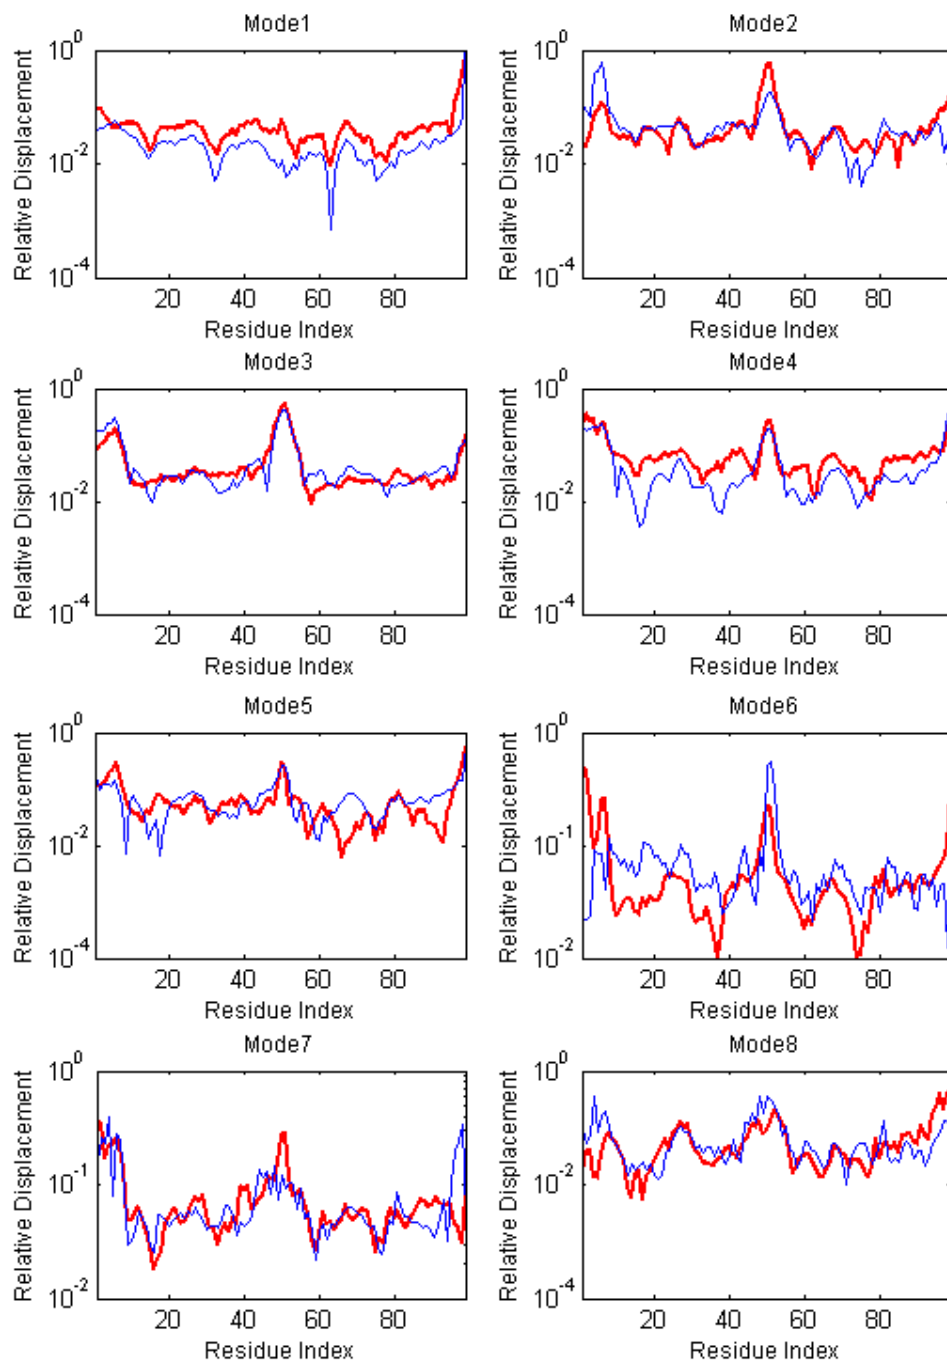 Mode1
Relative Displacement
10^0
10^-2
10^-4
20 40 60 80
Residue Index
Mode2
Relative Displacement
10^0
10^-2
10^-4
20 40 60 80
Residue Index
Mode3
Relative Displacement
10^0
10^-2
10^-4
20 40 60 80
Residue Index
Mode4
Relative Displacement
10^0
10^-2
10^-4
20 40 60 80
Residue Index
Mode5
Relative Displacement
10^0
10^-2
10^-4
20 40 60 80
Residue Index
Mode6
Relative Displacement
10^0
10^-1
10^-2
20 40 60 80
Residue Index
Mode7
Relative Displacement
10^0
10^-1
10^-2
20 40 60 80
Residue Index
Mode8
Relative Displacement
10^0
10^-2
10^-4
20 40 60 80
Residue Index